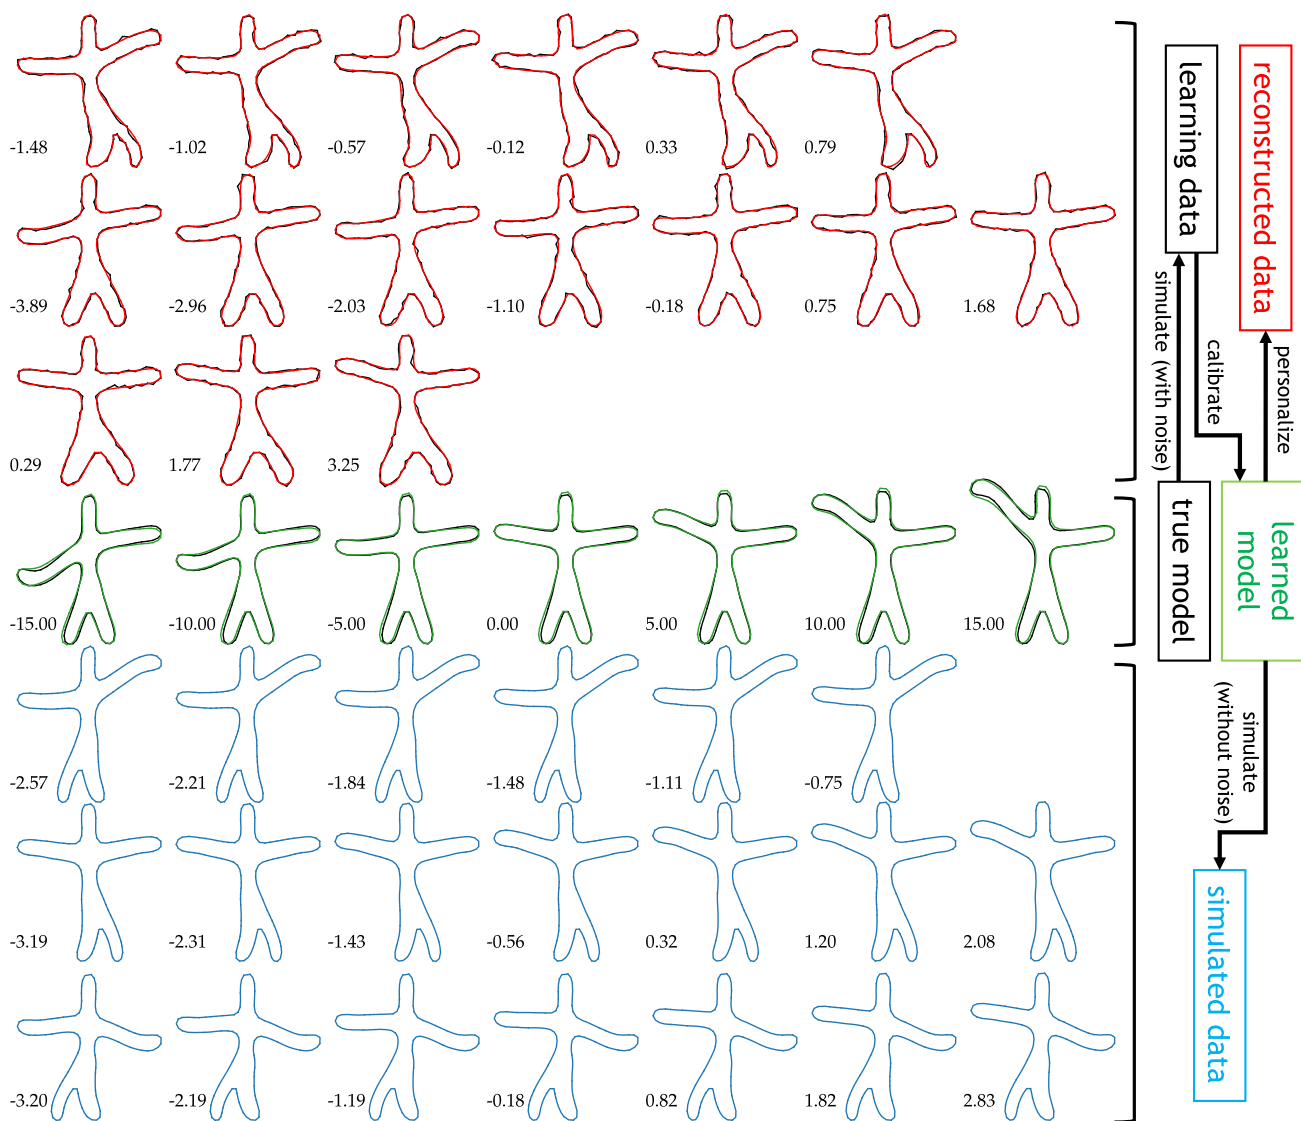 -1.48 -1.02 -0.57 -0.12 0.33 0.79
-3.89 -2.96 -2.03 -1.10 -0.18 0.75 1.68
0.29 1.77 3.25
-15.00 -10.00 -5.00 0.00 5.00 10.00 15.00
-2.57 -2.21 -1.84 -1.48 -1.11 -0.75
-3.19 -2.31 -1.43 -0.56 0.32 1.20 2.08
-3.20 -2.19 -1.19 -0.18 0.82 1.82 2.83
learning data
reconstructed data
simulate (with noise)
calibrate
personalize
true model
learned
model
simulate
(without noise)
simulated data